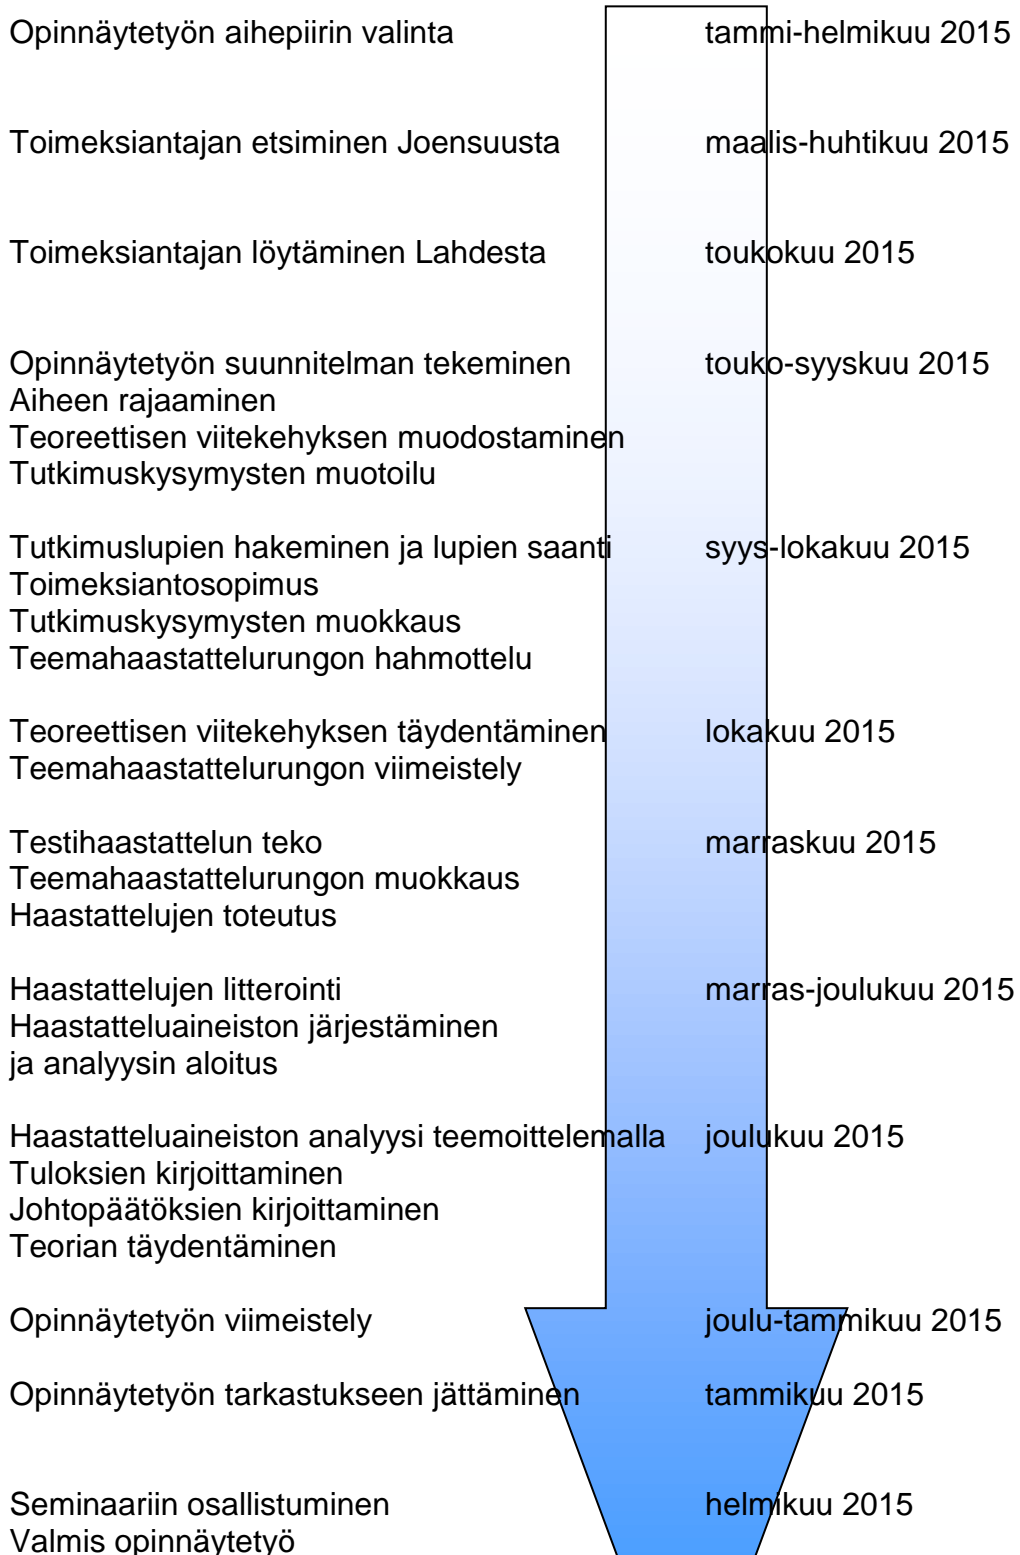 Opinnäytetyön aihepiirin valinta tammi-helmikuu 2015
Toimeksiantajan etsiminen Joensuusta maalis-huhtikuu 2015
Toimeksiantajan löytäminen Lahdesta toukokuu 2015
Opinnäytetyön suunnitelman tekeminen touko-syyskuu 2015
Aiheen rajaaminen
Teoreettisen viitekehyksen muodostaminen
Tutkimuskysymysten muotoilu
Tutkimuslupien hakeminen ja lupien saanti syys-lokakuu 2015
Toimeksiantosopimus
Tutkimuskysymysten muokkaus
Teemahaastattelurungon hahmottelu
Teoreettisen viitekehyksen täydentäminen lokakuu 2015
Teemahaastattelurungon viimeistely
Testihaastattelun teko marraskuu 2015
Teemahaastattelurungon muokkaus
Haastattelujen toteutus
Haastattelujen litterointi marras-joulukuu 2015
Haastatteluaineiston järjestäminen
ja analyysin aloitus
Haastatteluaineiston analyysi teemoittelemalla joulukuu 2015
Tuloksien kirjoittaminen
Johtopäätöksien kirjoittaminen
Teorian täydentäminen
Opinnäytetyön viimeistely joulu-tammikuu 2015
Opinnäytetyön tarkastukseen jättäminen tammikuu 2015
Seminaariin osallistuminen helmikuu 2015
Valmis opinnäytetyö